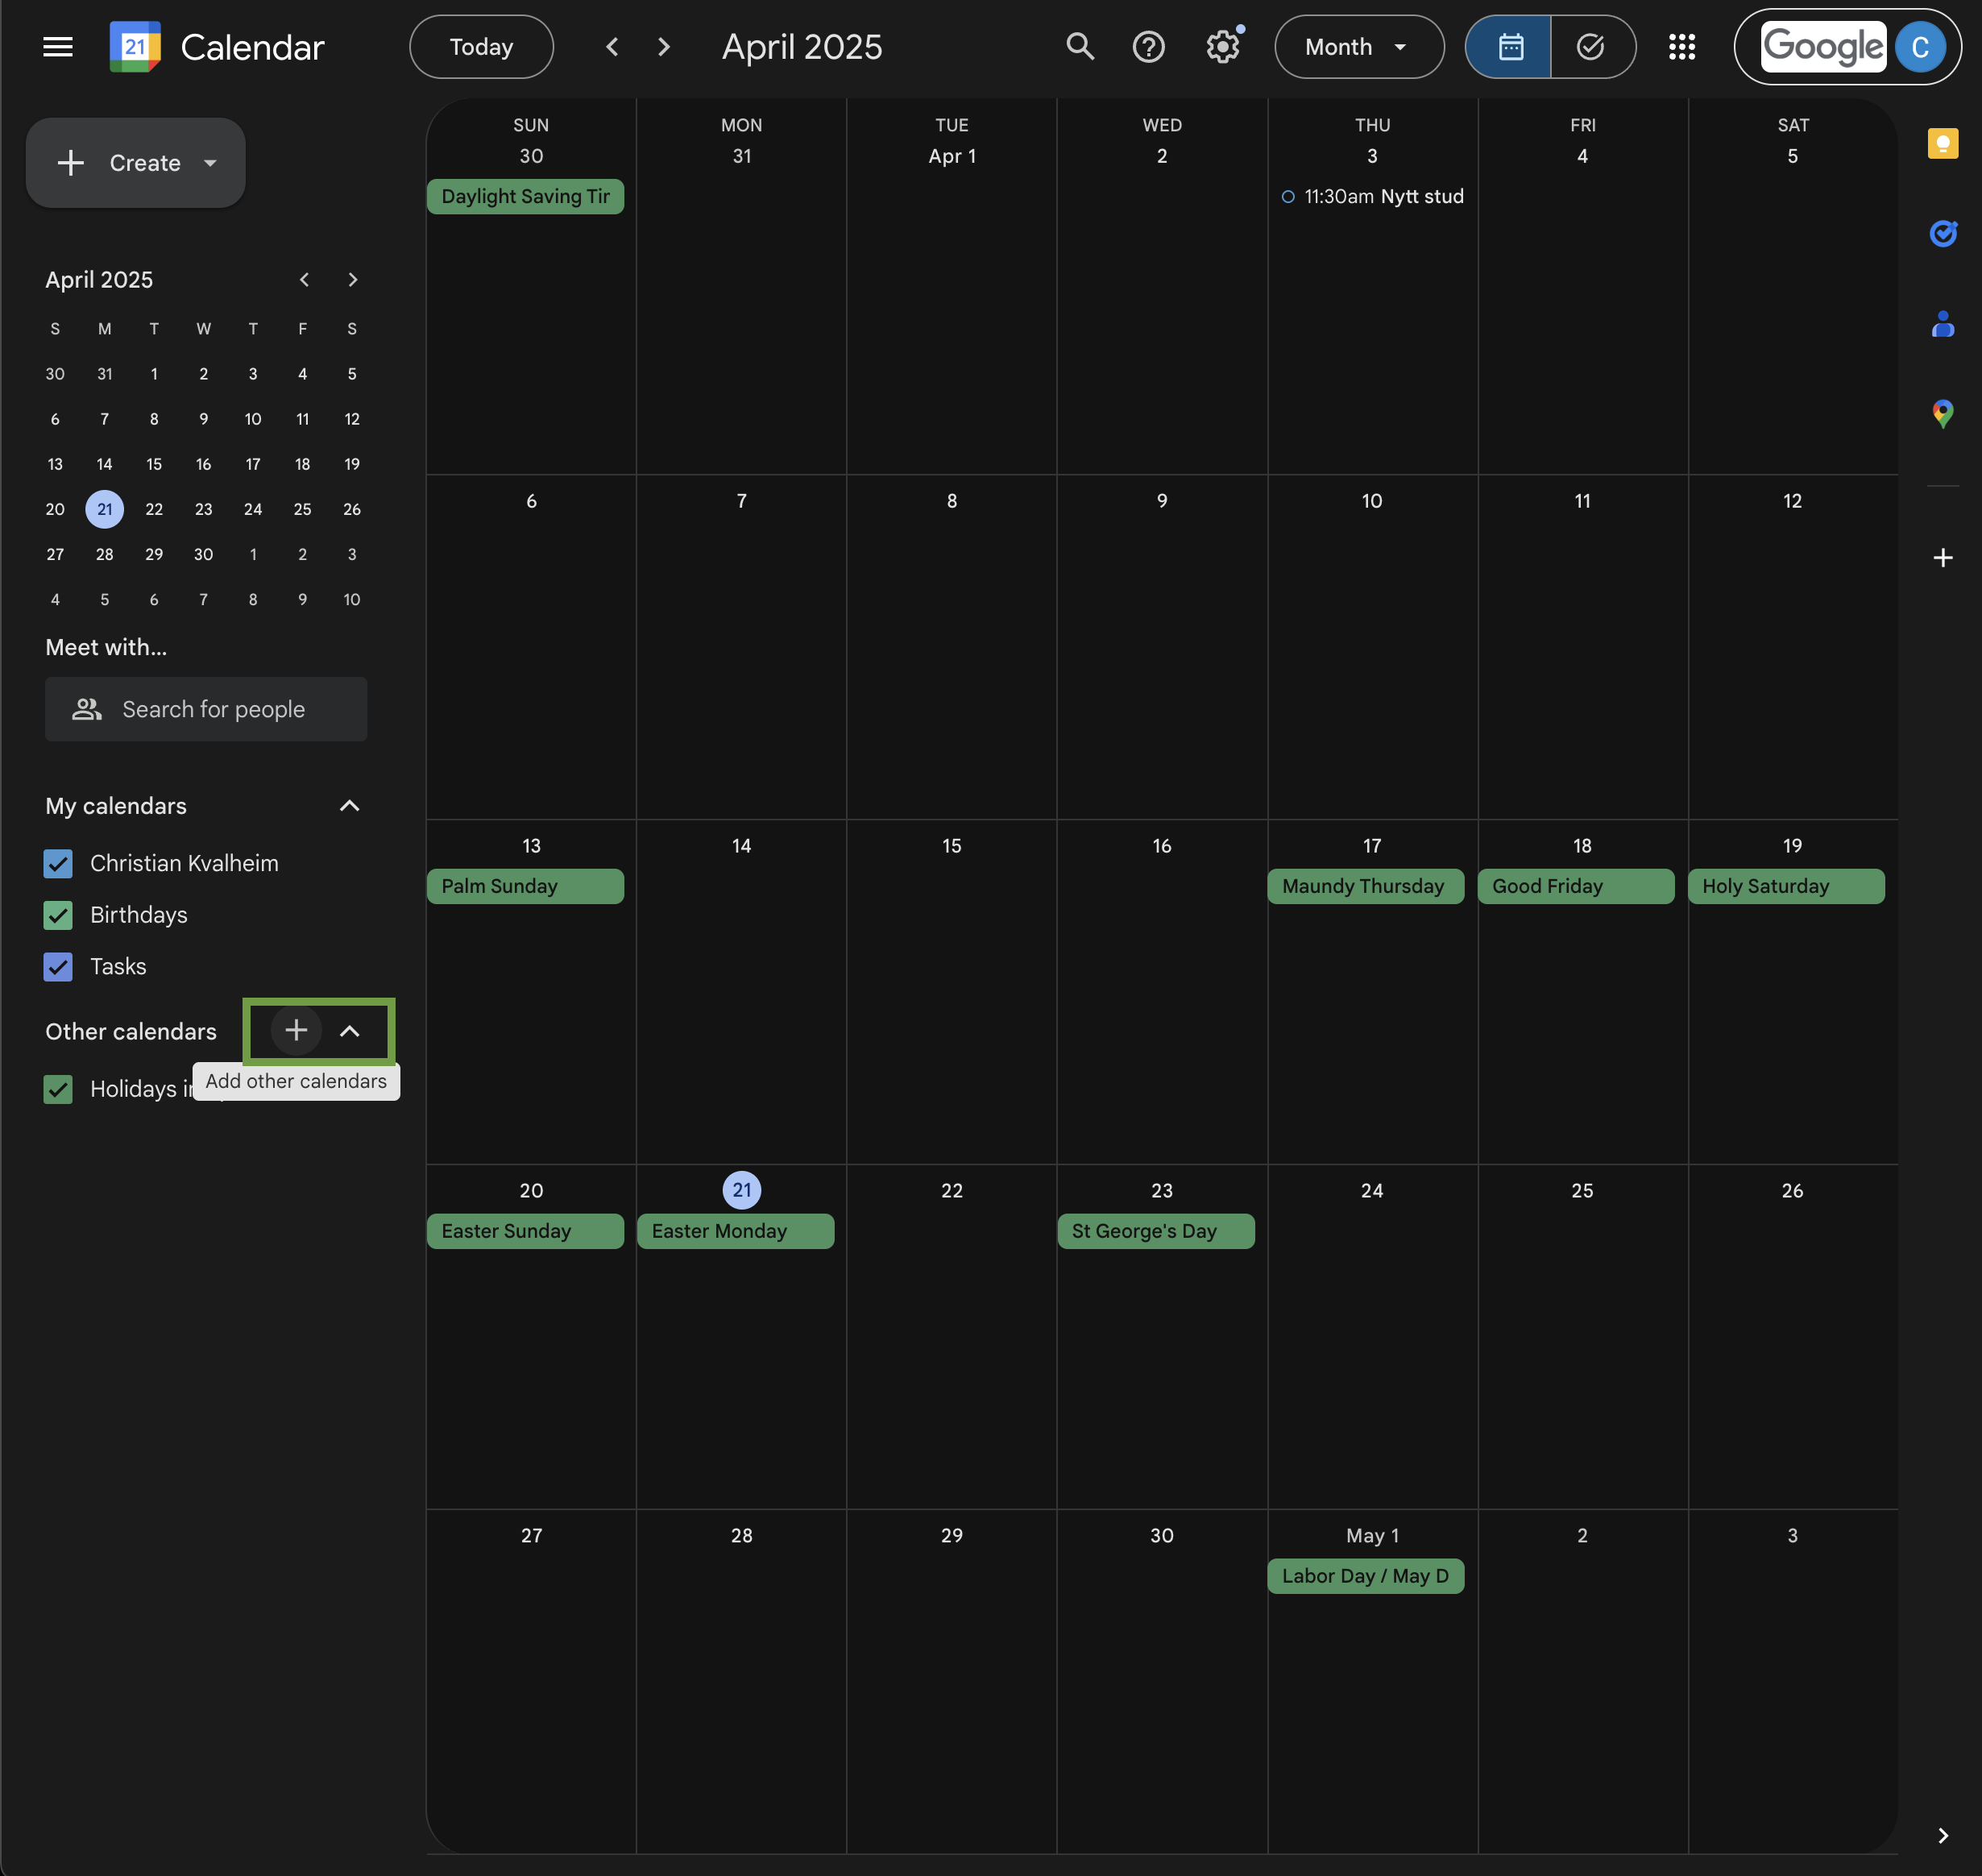 21 Calendar Today April 2025 Month Google C
Create
April 2025
S M T W T F S
30 31 1 2 3 4 5
6 7 8 9 10 11 12
13 14 15 16 17 18 19
20 21 22 23 24 25 26
27 28 29 30 1 2 3
4 5 6 7 8 9 10
Meet with...
Search for people
My calendars
Christian Kvalheim
Birthdays
Tasks
Other calendars
Add other calendars
Holidays
SUN MON TUE WED THU FRI SAT
30 31 Apr 1 2 3 4 5
Daylight Saving Tir 11:30am Nytt stud
6 7 8 9 10 11 12
13 14 15 16 17 18 19
Palm Sunday Maundy Thursday Good Friday Holy Saturday
20 21 22 23 24 25 26
Easter Sunday Easter Monday St George's Day
27 28 29 30 May 1 2 3
Labor Day / May D